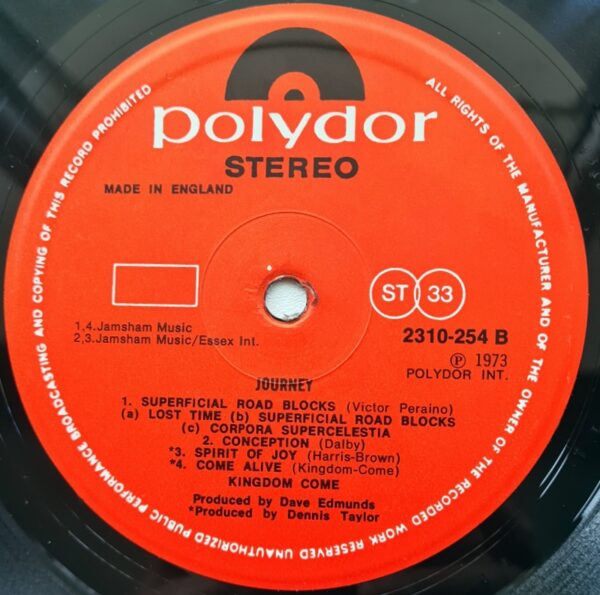 polydor
STEREO
MADE IN ENGLAND
ST 33
1,4.Jamsham Music
2,3.Jamsham Music/Essex Int.
2310-254 B
℗ 1973
POLYDOR INT.
JOURNEY
1. SUPERFICIAL ROAD BLOCKS (Victor Peraino)
(a) LOST TIME (b) SUPERFICIAL ROAD BLOCKS
(c) CORPORA SUPERCELESTIA
2. CONCEPTION (Dalby)
*3. SPIRIT OF JOY (Harris-Brown)
*4. COME ALIVE (Kingdom-Come)
KINGDOM COME
Produced by Dave Edmunds
*Produced by Dennis Taylor
ALL RIGHTS OF THE MANUFACTURER AND OF THE OWNER OF THE RECORDED WORK RESERVED UNAUTHORIZED PUBLIC PERFORMANCE BROADCASTING AND COPYING OF THIS RECORD PROHIBITED